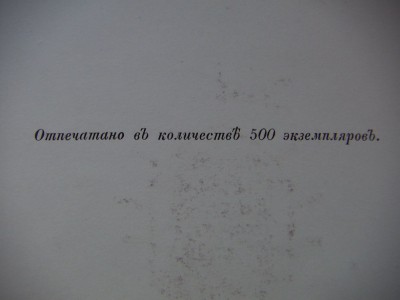 Отпечатано въ количествѣ 500 экземпляровъ.